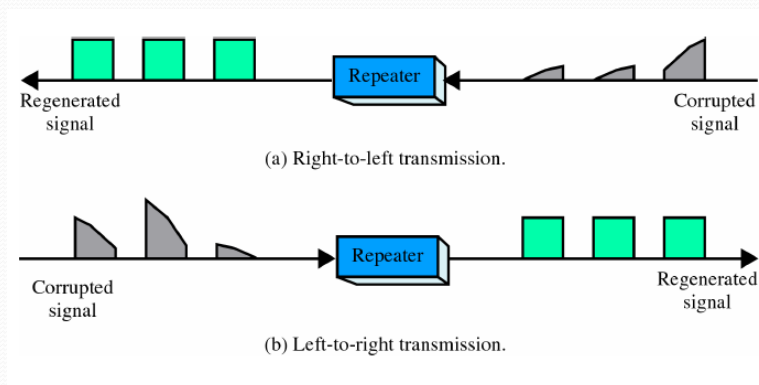 Repeater
Regenerated
signal
Corrupted
signal
(a) Right-to-left transmission.
Repeater
Corrupted
signal
Regenerated
signal
(b) Left-to-right transmission.